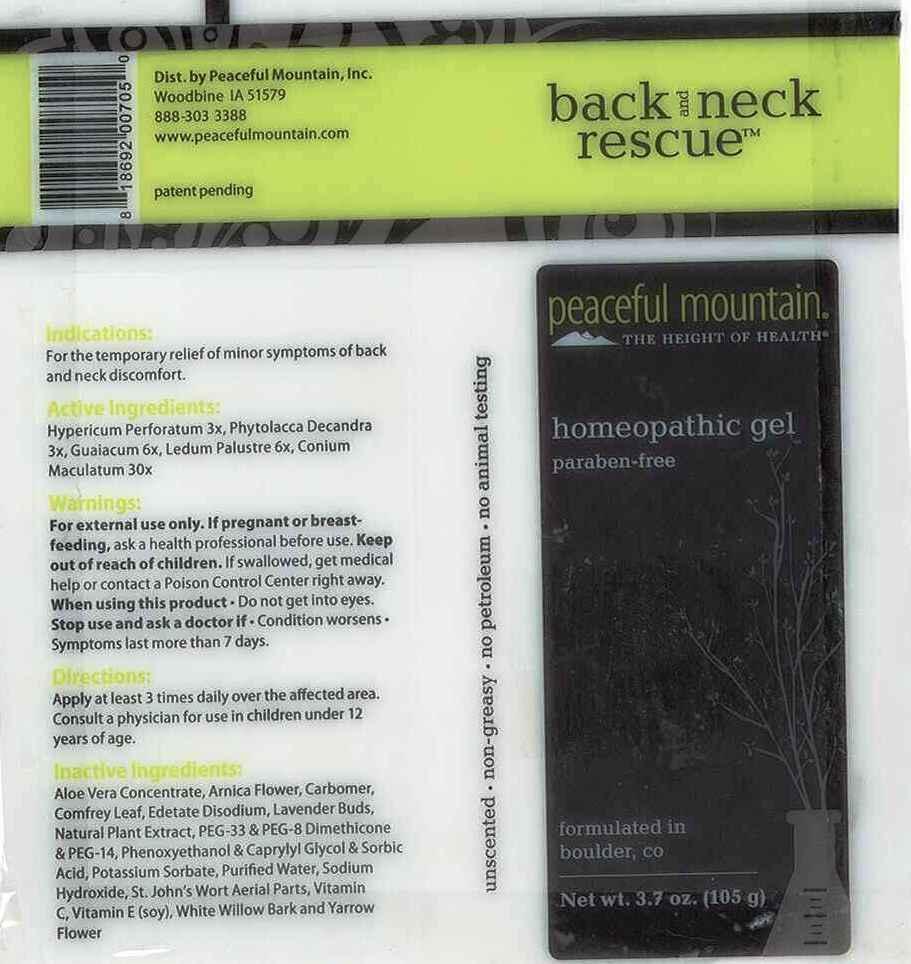 8 18692 00705 0
Dist. by Peaceful Mountain, Inc.
Woodbine IA 51579
888-303 3388
www.peacefulmountain.com
patent pending
back and neck
rescue™
Indications:
For the temporary relief of minor symptoms of back
and neck discomfort.
Active Ingredients:
Hypericum Perforatum 3x, Phytolacca Decandra
3x, Guaiacum 6x, Ledum Palustre 6x, Conium
Maculatum 30x
Warnings:
For external use only. If pregnant or breast-
feeding, ask a health professional before use. Keep
out of reach of children. If swallowed, get medical
help or contact a Poison Control Center right away.
When using this product • Do not get into eyes.
Stop use and ask a doctor if • Condition worsens •
Symptoms last more than 7 days.
Directions:
Apply at least 3 times daily over the affected area.
Consult a physician for use in children under 12
years of age.
Inactive Ingredients:
Aloe Vera Concentrate, Arnica Flower, Carbomer,
Comfrey Leaf, Edetate Disodium, Lavender Buds,
Natural Plant Extract, PEG-33 & PEG-8 Dimethicone
& PEG-14, Phenoxyethanol & Caprylyl Glycol & Sorbic
Acid, Potassium Sorbate, Purified Water, Sodium
Hydroxide, St. John's Wort Aerial Parts, Vitamin
C, Vitamin E (soy), White Willow Bark and Yarrow
Flower
unscented • non-greasy • no petroleum • no animal testing
peaceful mountain®
THE HEIGHT OF HEALTH®
homeopathic gel
paraben-free
formulated in
boulder, co
Net wt. 3.7 oz. (105 g)